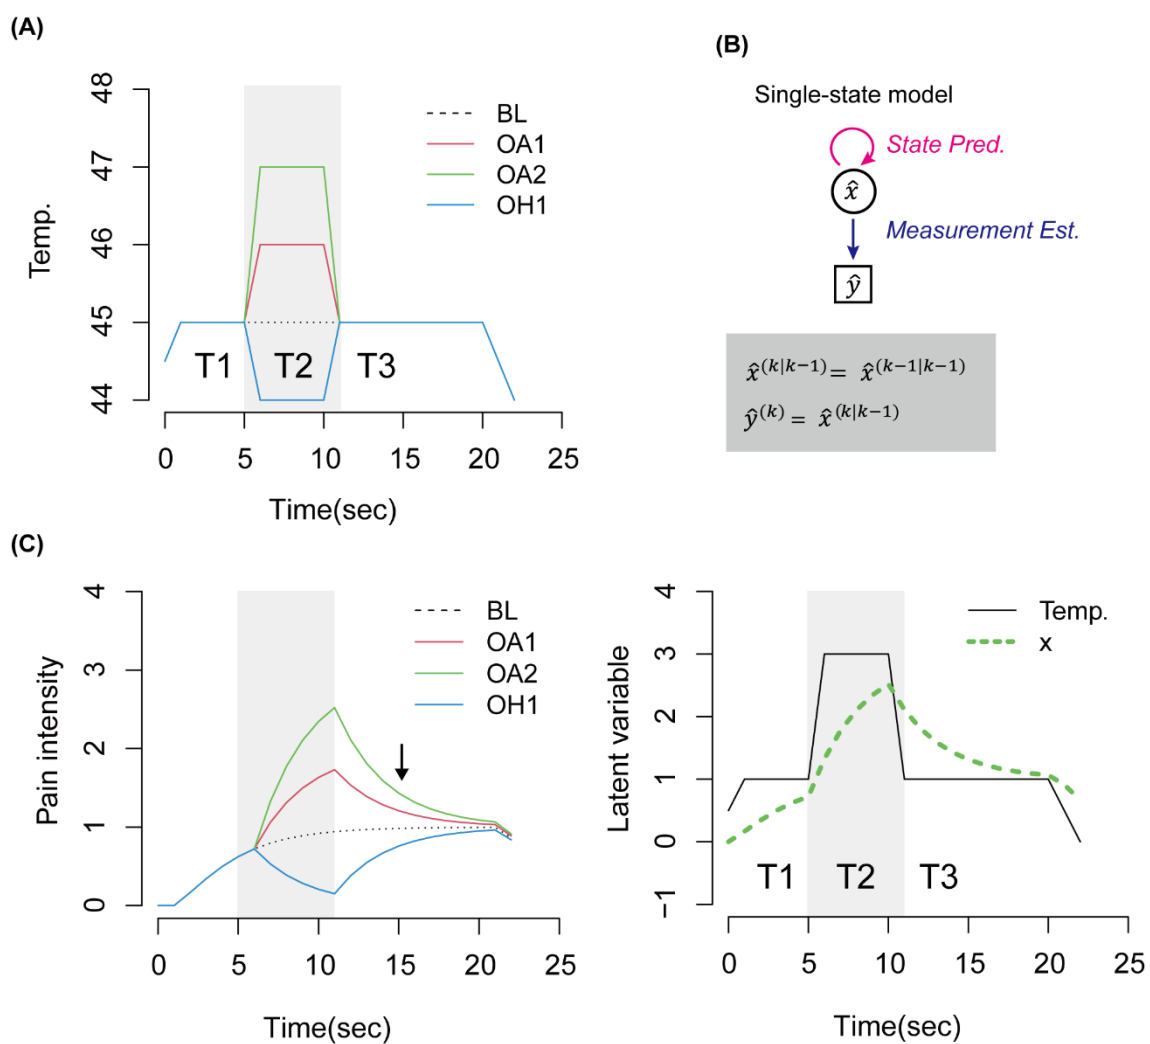 (A)
48
47
46
45
44
Temp.
BL
OA1
OA2
OH1
T1 T2 T3
0 5 10 15 20 25
Time(sec)
(B)
Single-state model
State Pred.
x̂
Measurement Est.
ŷ
x̂^(k|k−1) = x̂^(k−1|k−1)
ŷ^(k) = x̂^(k|k−1)
(C)
4
3
2
1
0
Pain intensity
BL
OA1
OA2
OH1
0 5 10 15 20 25
Time(sec)
4
3
2
1
0
−1
Latent variable
Temp.
x
T1 T2 T3
0 5 10 15 20 25
Time(sec)